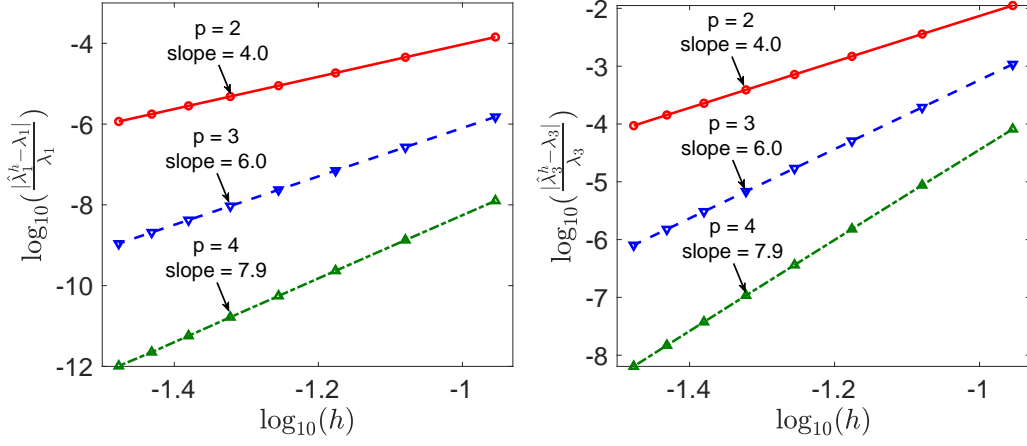 -4
-6
-8
-10
-12
-1.4
-1.2
-1
p = 2
slope = 4.0
p = 3
slope = 6.0
p = 4
slope = 7.9
log₁₀(|λ̂₁ʰ−λ₁|/λ₁)
log₁₀(h)
-2
-3
-4
-5
-6
-7
-8
-1.4
-1.2
-1
p = 2
slope = 4.0
p = 3
slope = 6.0
p = 4
slope = 7.9
log₁₀(|λ̂₃ʰ−λ₃|/λ₃)
log₁₀(h)